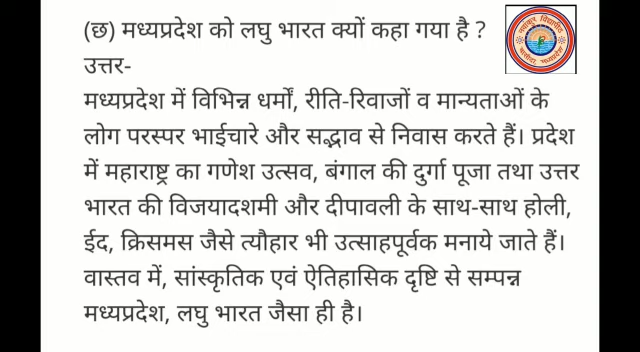 (छ) मध्यप्रदेश को लघु भारत क्यों कहा गया है ?
उत्तर-
मध्यप्रदेश में विभिन्न धर्मों, रीति-रिवाजों व मान्यताओं के
लोग परस्पर भाईचारे और सद्भाव से निवास करते हैं। प्रदेश
में महाराष्ट्र का गणेश उत्सव, बंगाल की दुर्गा पूजा तथा उत्तर
भारत की विजयादशमी और दीपावली के साथ-साथ होली,
ईद, क्रिसमस जैसे त्यौहार भी उत्साहपूर्वक मनाये जाते हैं।
वास्तव में, सांस्कृतिक एवं ऐतिहासिक दृष्टि से सम्पन्न
मध्यप्रदेश, लघु भारत जैसा ही है।